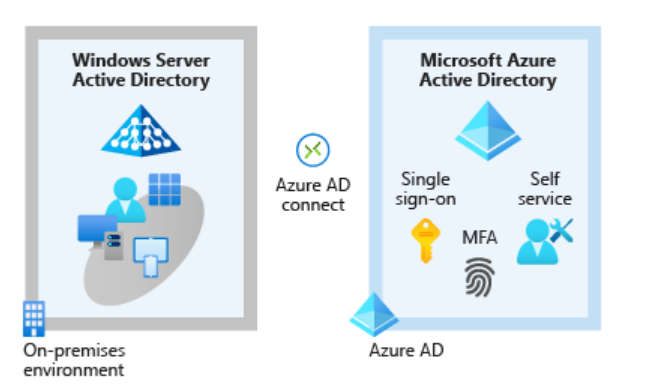 Windows Server
Active Directory
Microsoft Azure
Active Directory
Azure AD
connect
Single
sign-on
Self
service
MFA
On-premises
environment
Azure AD